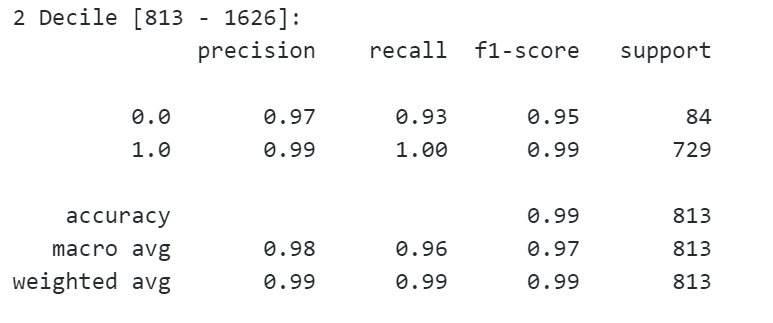 2 Decile [813 - 1626]:
precision recall f1-score support
0.0 0.97 0.93 0.95 84
1.0 0.99 1.00 0.99 729
accuracy 0.99 813
macro avg 0.98 0.96 0.97 813
weighted avg 0.99 0.99 0.99 813